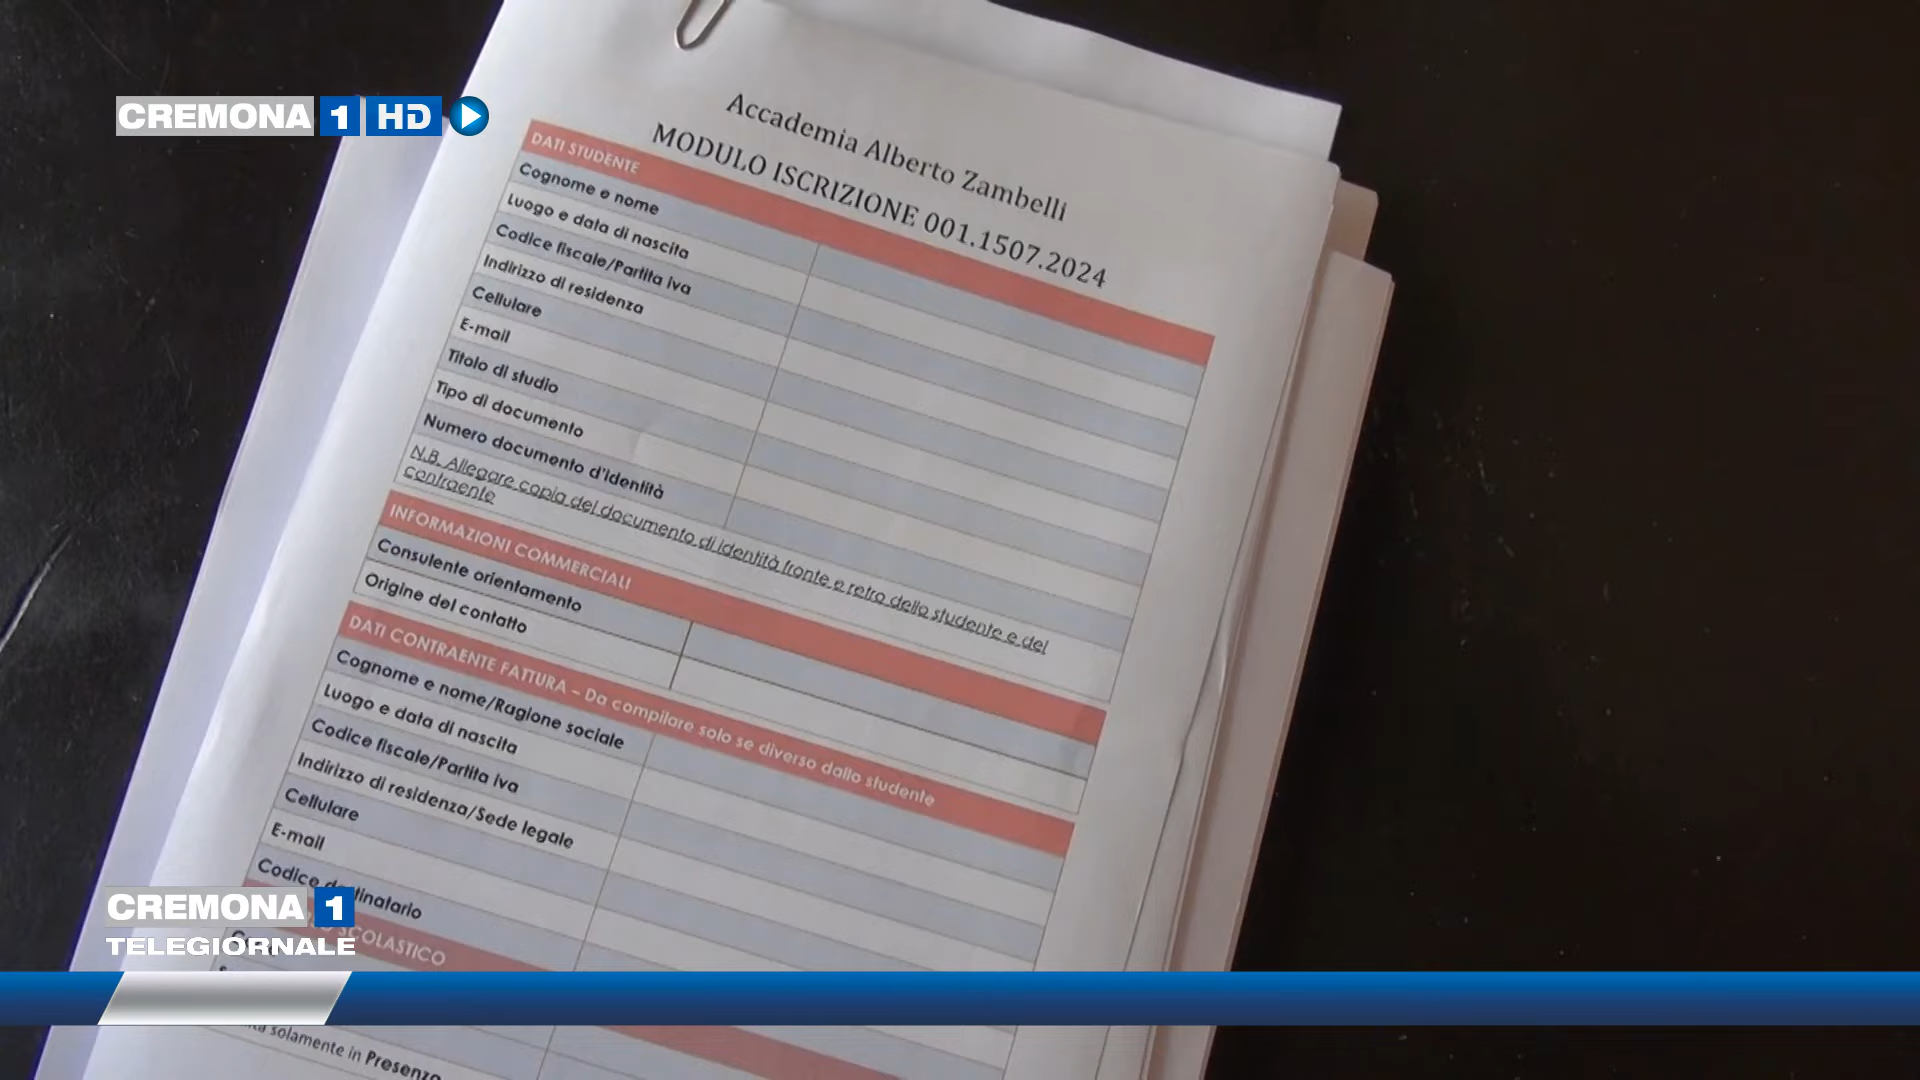 CREMONA 1 HD
Accademia Alberto Zambelli
MODULO ISCRIZIONE 001.1507.2024
DATI STUDENTE
Cognome e nome
Luogo e data di nascita
Codice fiscale/Partita iva
Indirizzo di residenza
Cellulare
E-mail
Titolo di studio
Tipo di documento
Numero documento d'identità
N.B. Allegare copia del documento di identità fronte e retro dello studente e del
contraente
INFORMAZIONI COMMERCIALI
Consulente orientamento
Origine del contatto
DATI CONTRAENTE FATTURA – Da compilare solo se diverso dallo studente
Cognome e nome/Ragione sociale
Luogo e data di nascita
Codice fiscale/Partita iva
Indirizzo di residenza/Sede legale
Cellulare
E-mail
Codice
SCOLASTICO
CREMONA 1
TELEGIORNALE
solamente in Presenza